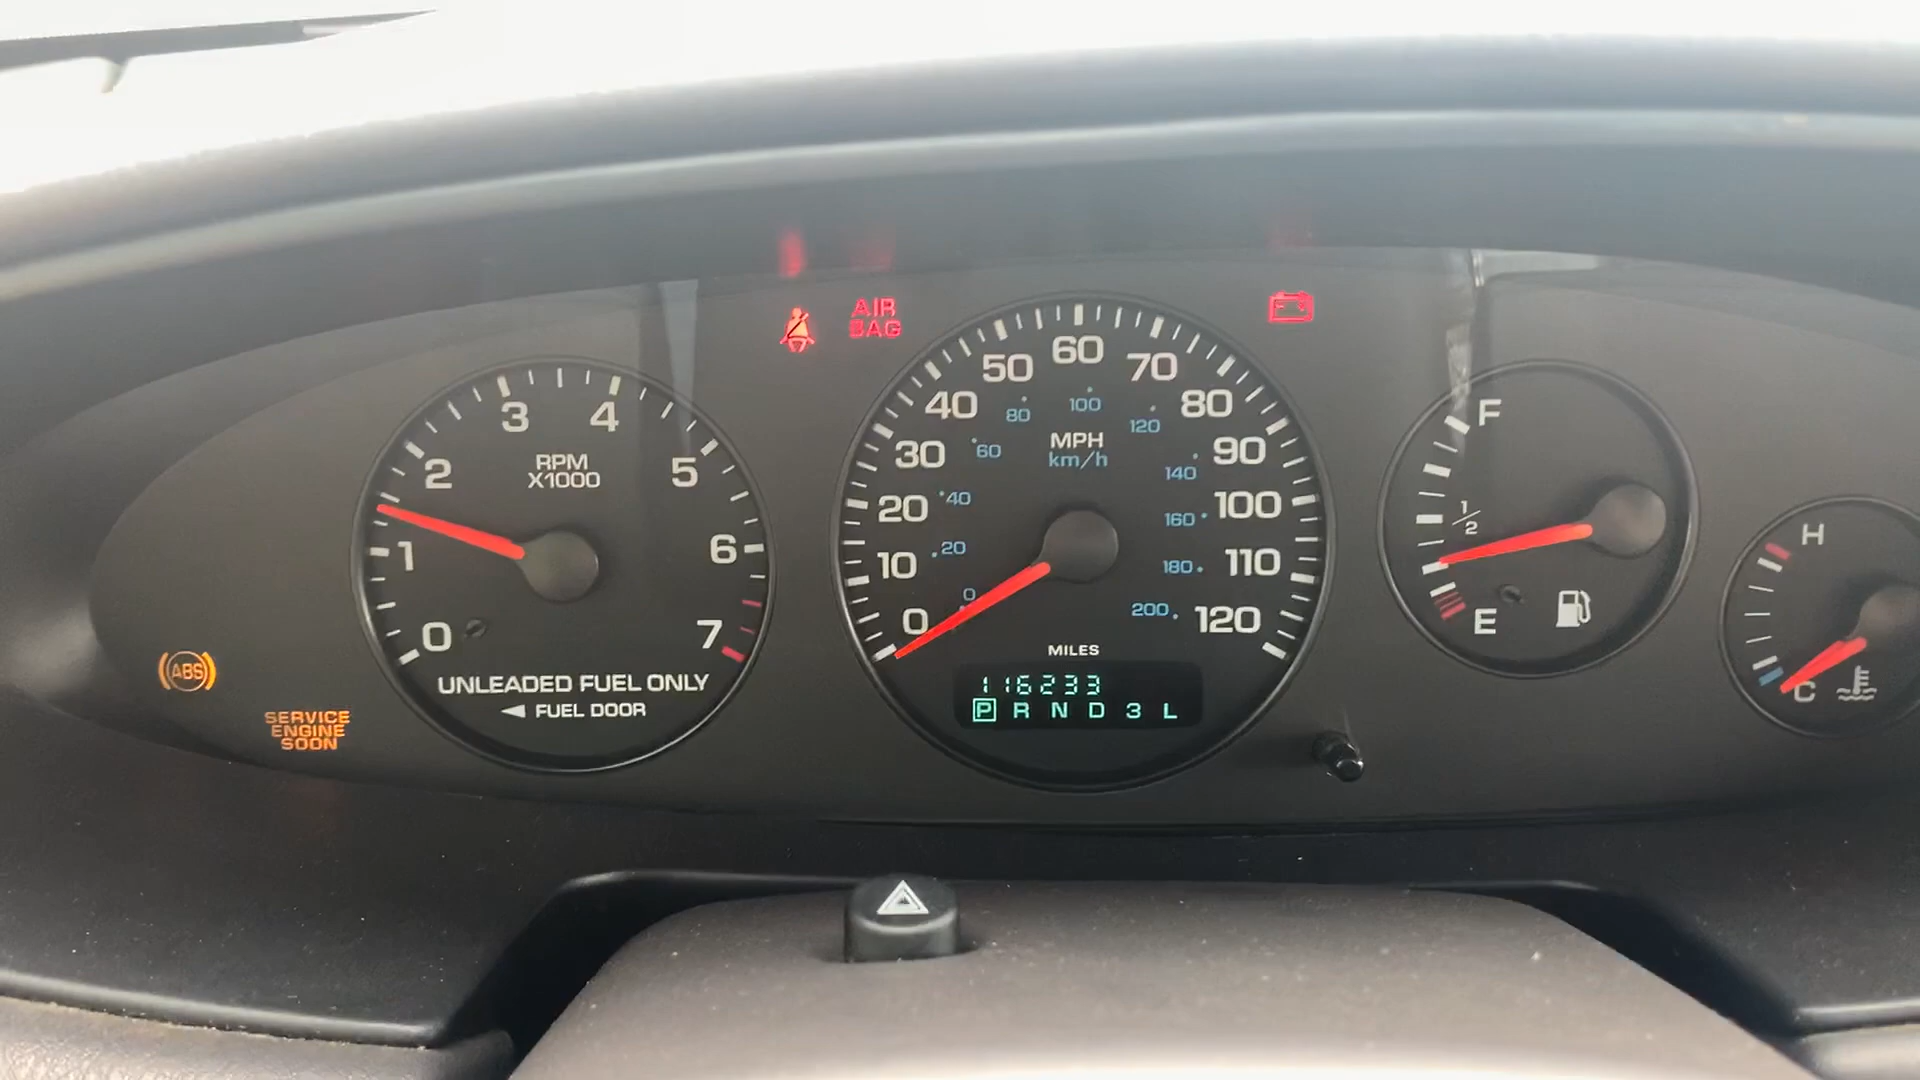 AIR
BAG
0
1
2
3
4
5
6
7
RPM
X1000
UNLEADED FUEL ONLY
FUEL DOOR
ABS
SERVICE
ENGINE
SOON
0
10
20
30
40
50
60
70
80
90
100
110
120
0
20
40
60
80
100
120
140
160
180
200
MPH
km/h
MILES
116233
P R N D 3 L
F
1/2
E
H
C